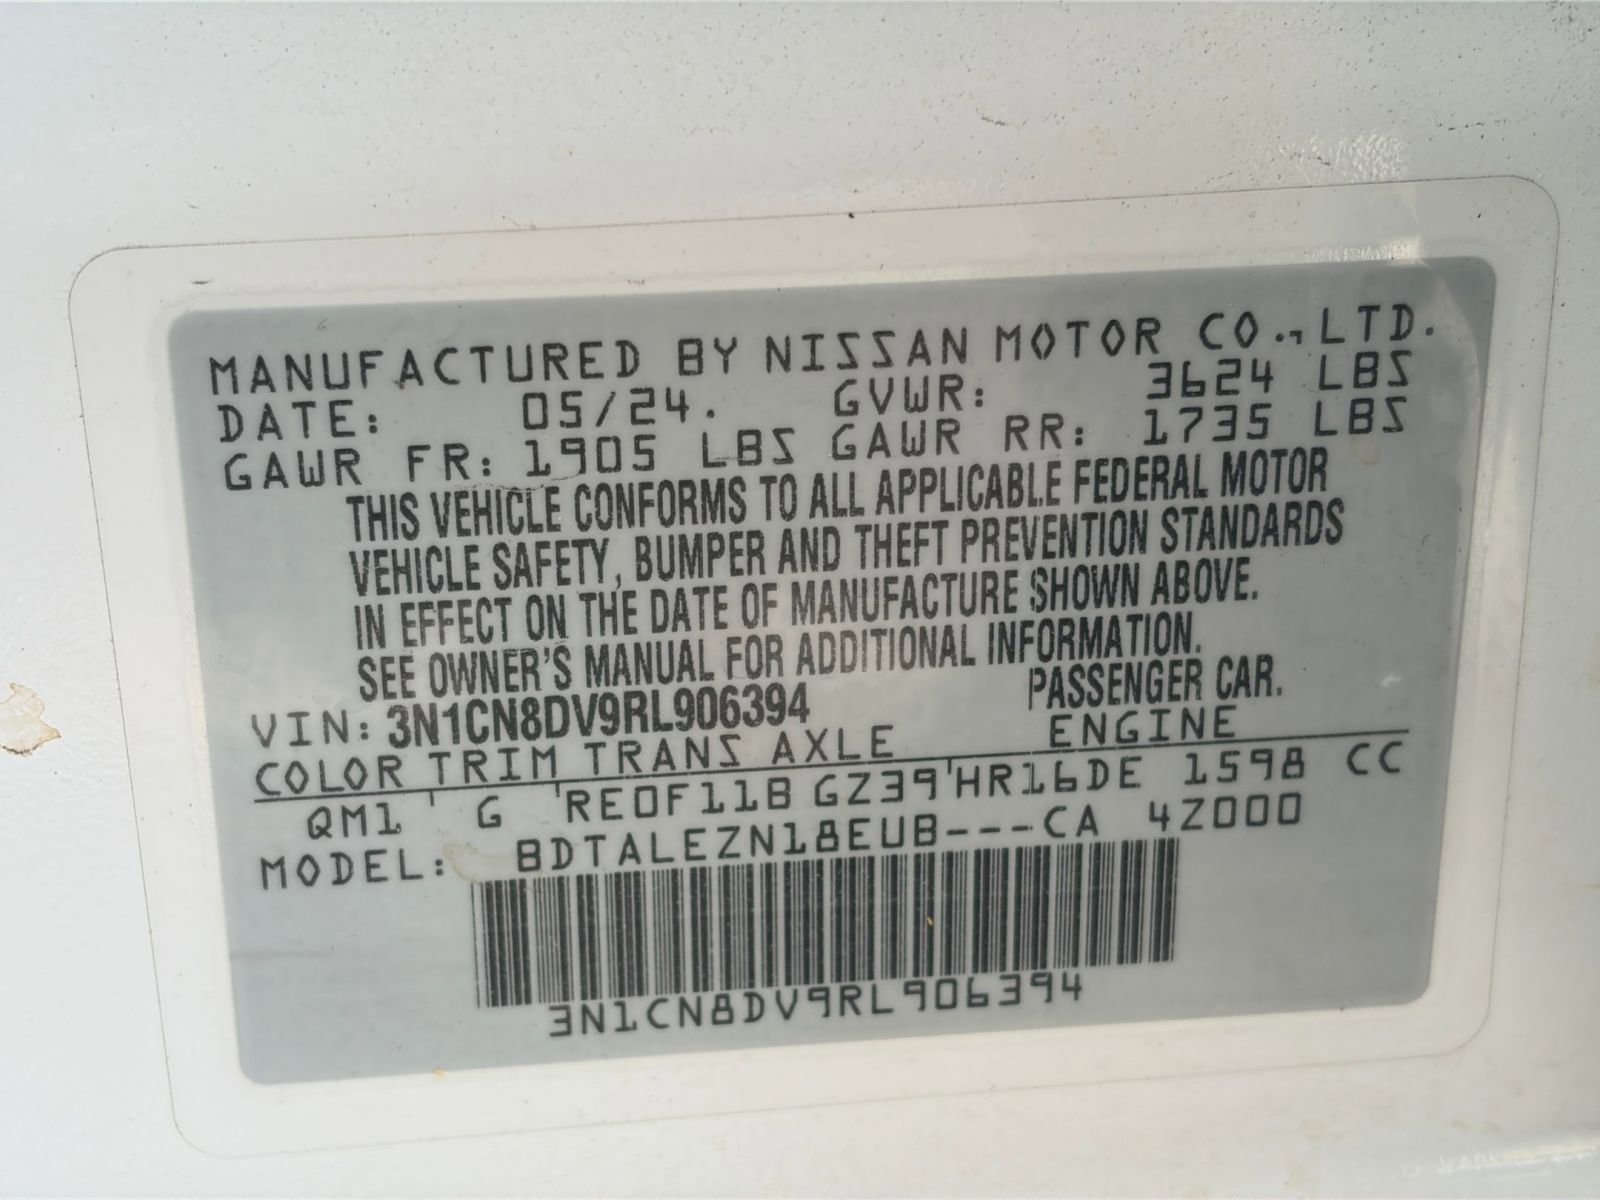 MANUFACTURED BY NISSAN MOTOR CO., LTD.
DATE: 05/24. GVWR: 3624 LBS
GAWR FR: 1905 LBS GAWR RR: 1735 LBS
THIS VEHICLE CONFORMS TO ALL APPLICABLE FEDERAL MOTOR
VEHICLE SAFETY, BUMPER AND THEFT PREVENTION STANDARDS
IN EFFECT ON THE DATE OF MANUFACTURE SHOWN ABOVE.
SEE OWNER'S MANUAL FOR ADDITIONAL INFORMATION.
VIN: 3N1CN8DV9RL906394 PASSENGER CAR.
COLOR TRIM TRANS AXLE ENGINE
QM1 G RE0F11B GZ39 HR16DE 1598 CC
MODEL: BDTALEZN18EUB---CA 4Z000
3N1CN8DV9RL906394